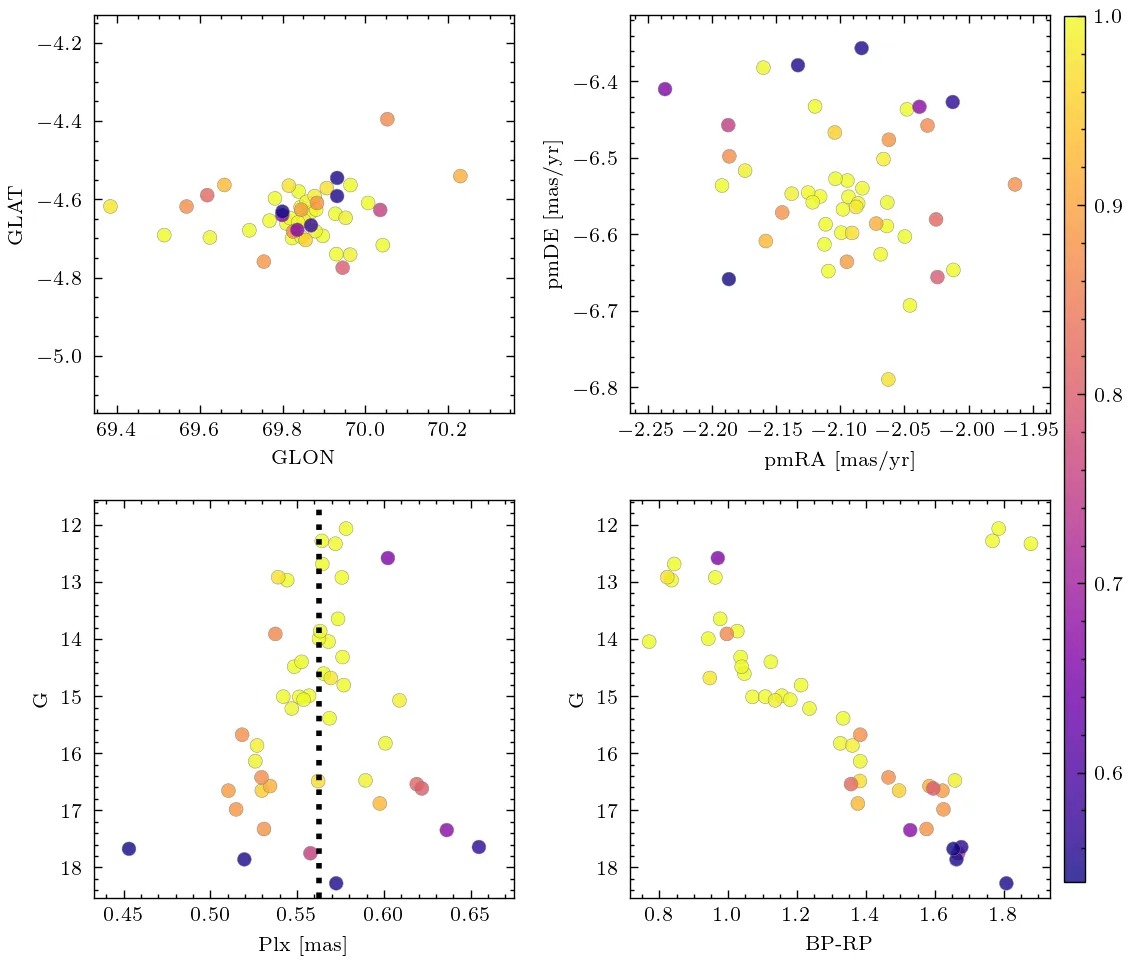 −4.2
−4.4
−4.6
−4.8
−5.0
GLAT
69.4 69.6 69.8 70.0 70.2
GLON
−6.4
−6.5
−6.6
−6.7
−6.8
pmDE [mas/yr]
−2.25 −2.20 −2.15 −2.10 −2.05 −2.00 −1.95
pmRA [mas/yr]
1.0
0.9
0.8
0.7
0.6
12
13
14
15
16
17
18
G
0.45 0.50 0.55 0.60 0.65
Plx [mas]
12
13
14
15
16
17
18
G
0.8 1.0 1.2 1.4 1.6 1.8
BP-RP